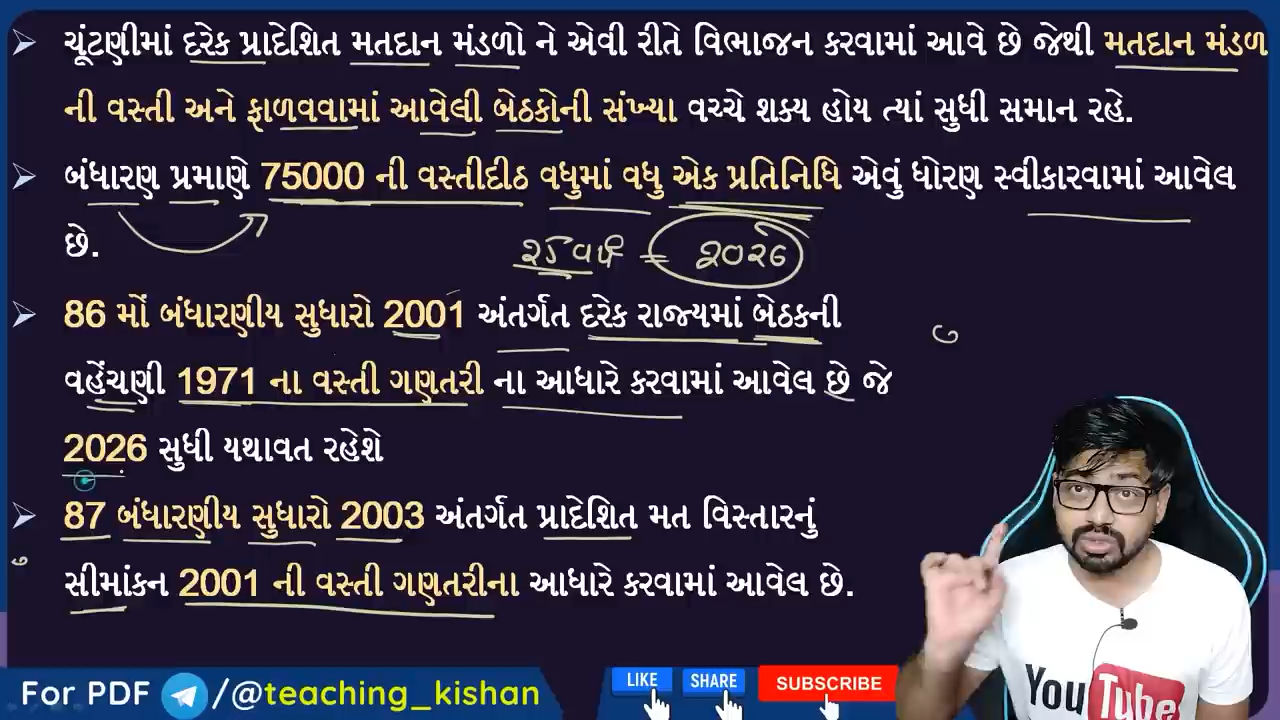 ચૂંટણીમાં દરેક પ્રાદેશિત મતદાન મંડળો ને એવી રીતે વિભાજન કરવામાં આવે છે જેથી મતદાન મંડળ
ની વસ્તી અને ફાળવવામાં આવેલી બેઠકોની સંખ્યા વચ્ચે શક્ય હોય ત્યાં સુધી સમાન રહે.
બંધારણ પ્રમાણે 75000 ની વસ્તીદીઠ વધુમાં વધુ એક પ્રતિનિધિ એવું ધોરણ સ્વીકારવામાં આવેલ
છે.
૨૫ વર્ષ = ૨૦૨૬
86 મોં બંધારણીય સુધારો 2001 અંતર્ગત દરેક રાજ્યમાં બેઠકની
વહેંચણી 1971 ના વસ્તી ગણતરી ના આધારે કરવામાં આવેલ છે જે
2026 સુધી યથાવત રહેશે
87 બંધારણીય સુધારો 2003 અંતર્ગત પ્રાદેશિત મત વિસ્તારનું
સીમાંકન 2001 ની વસ્તી ગણતરીના આધારે કરવામાં આવેલ છે.
For PDF /@teaching_kishan
LIKE SHARE SUBSCRIBE
YouTube